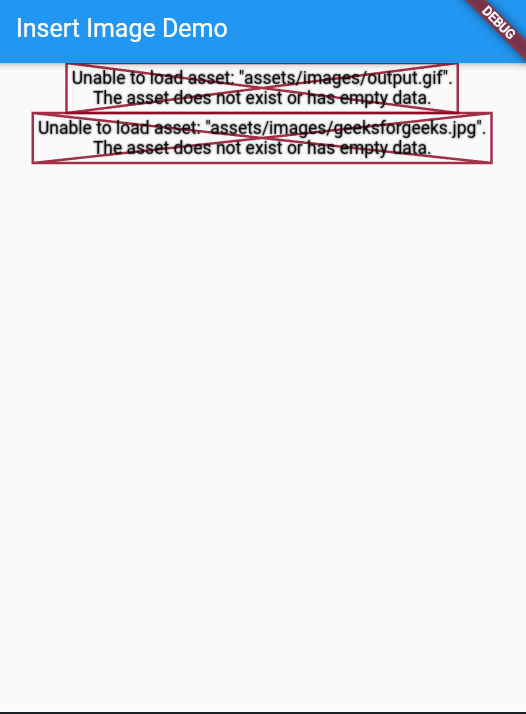 Insert Image Demo
DEBUG
Unable to load asset: "assets/images/output.gif".
The asset does not exist or has empty data.
Unable to load asset: "assets/images/geeksforgeeks.jpg".
The asset does not exist or has empty data.